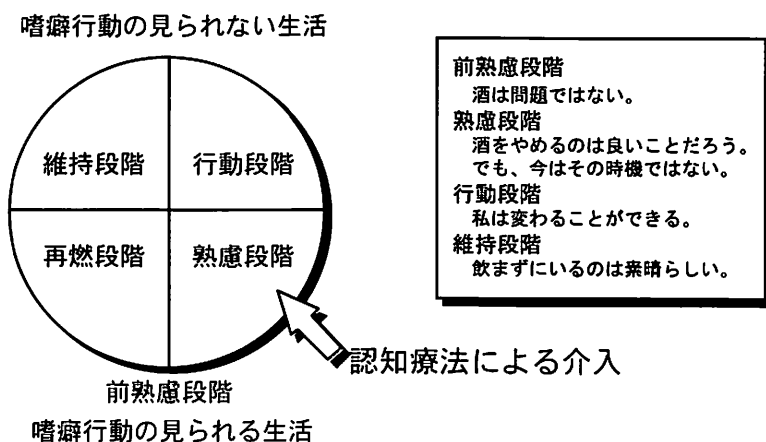 嗜癖行動の見られない生活
維持段階
行動段階
再燃段階
熟慮段階
認知療法による介入
前熟慮段階
嗜癖行動の見られる生活
前熟慮段階
酒は問題ではない。
熟慮段階
酒をやめるのは良いことだろう。
でも、今はその時機ではない。
行動段階
私は変わることができる。
維持段階
飲まずにいるのは素晴らしい。